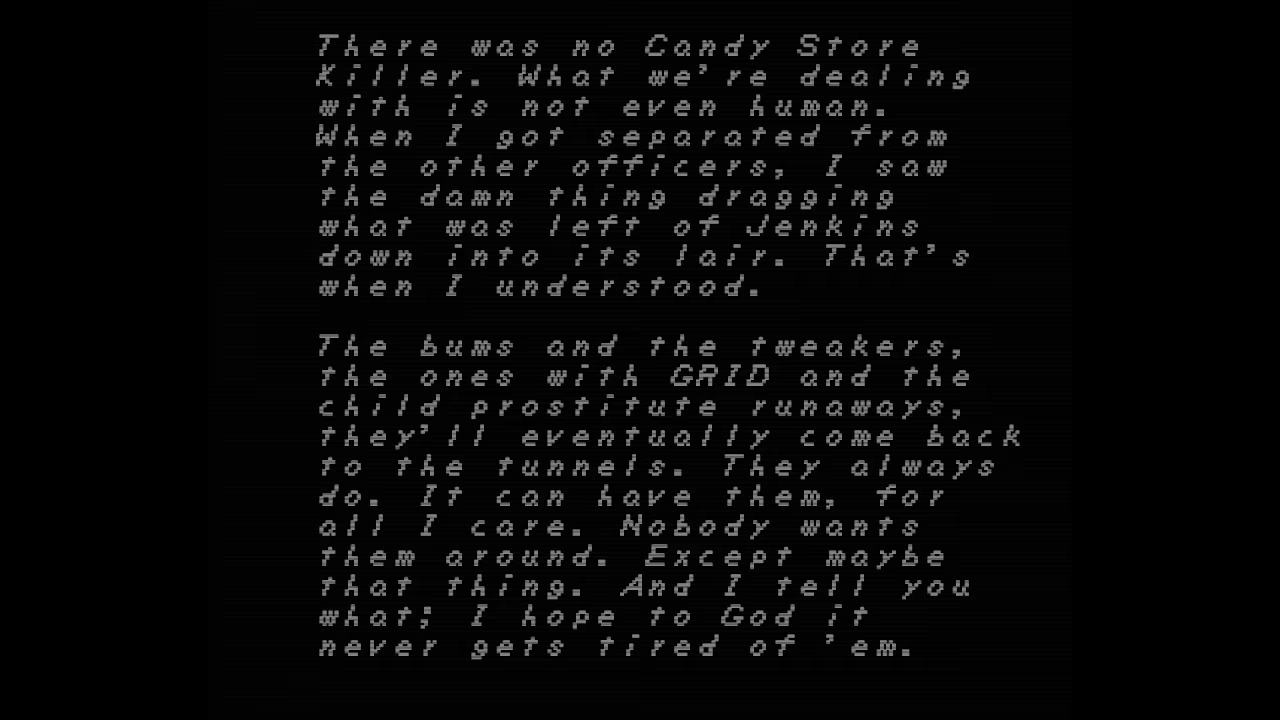 There was no Candy Store
Killer. What we're dealing
with is not even human.
When I got separated from
the other officers, I saw
the damn thing dragging
what was left of Jenkins
down into its lair. That's
when I understood.
The bums and the tweakers,
the ones with GRID and the
child prostitute runaways,
they'll eventually come back
to the tunnels. They always
do. It can have them, for
all I care. Nobody wants
them around. Except maybe
that thing. And I tell you
what; I hope to God it
never gets tired of 'em.